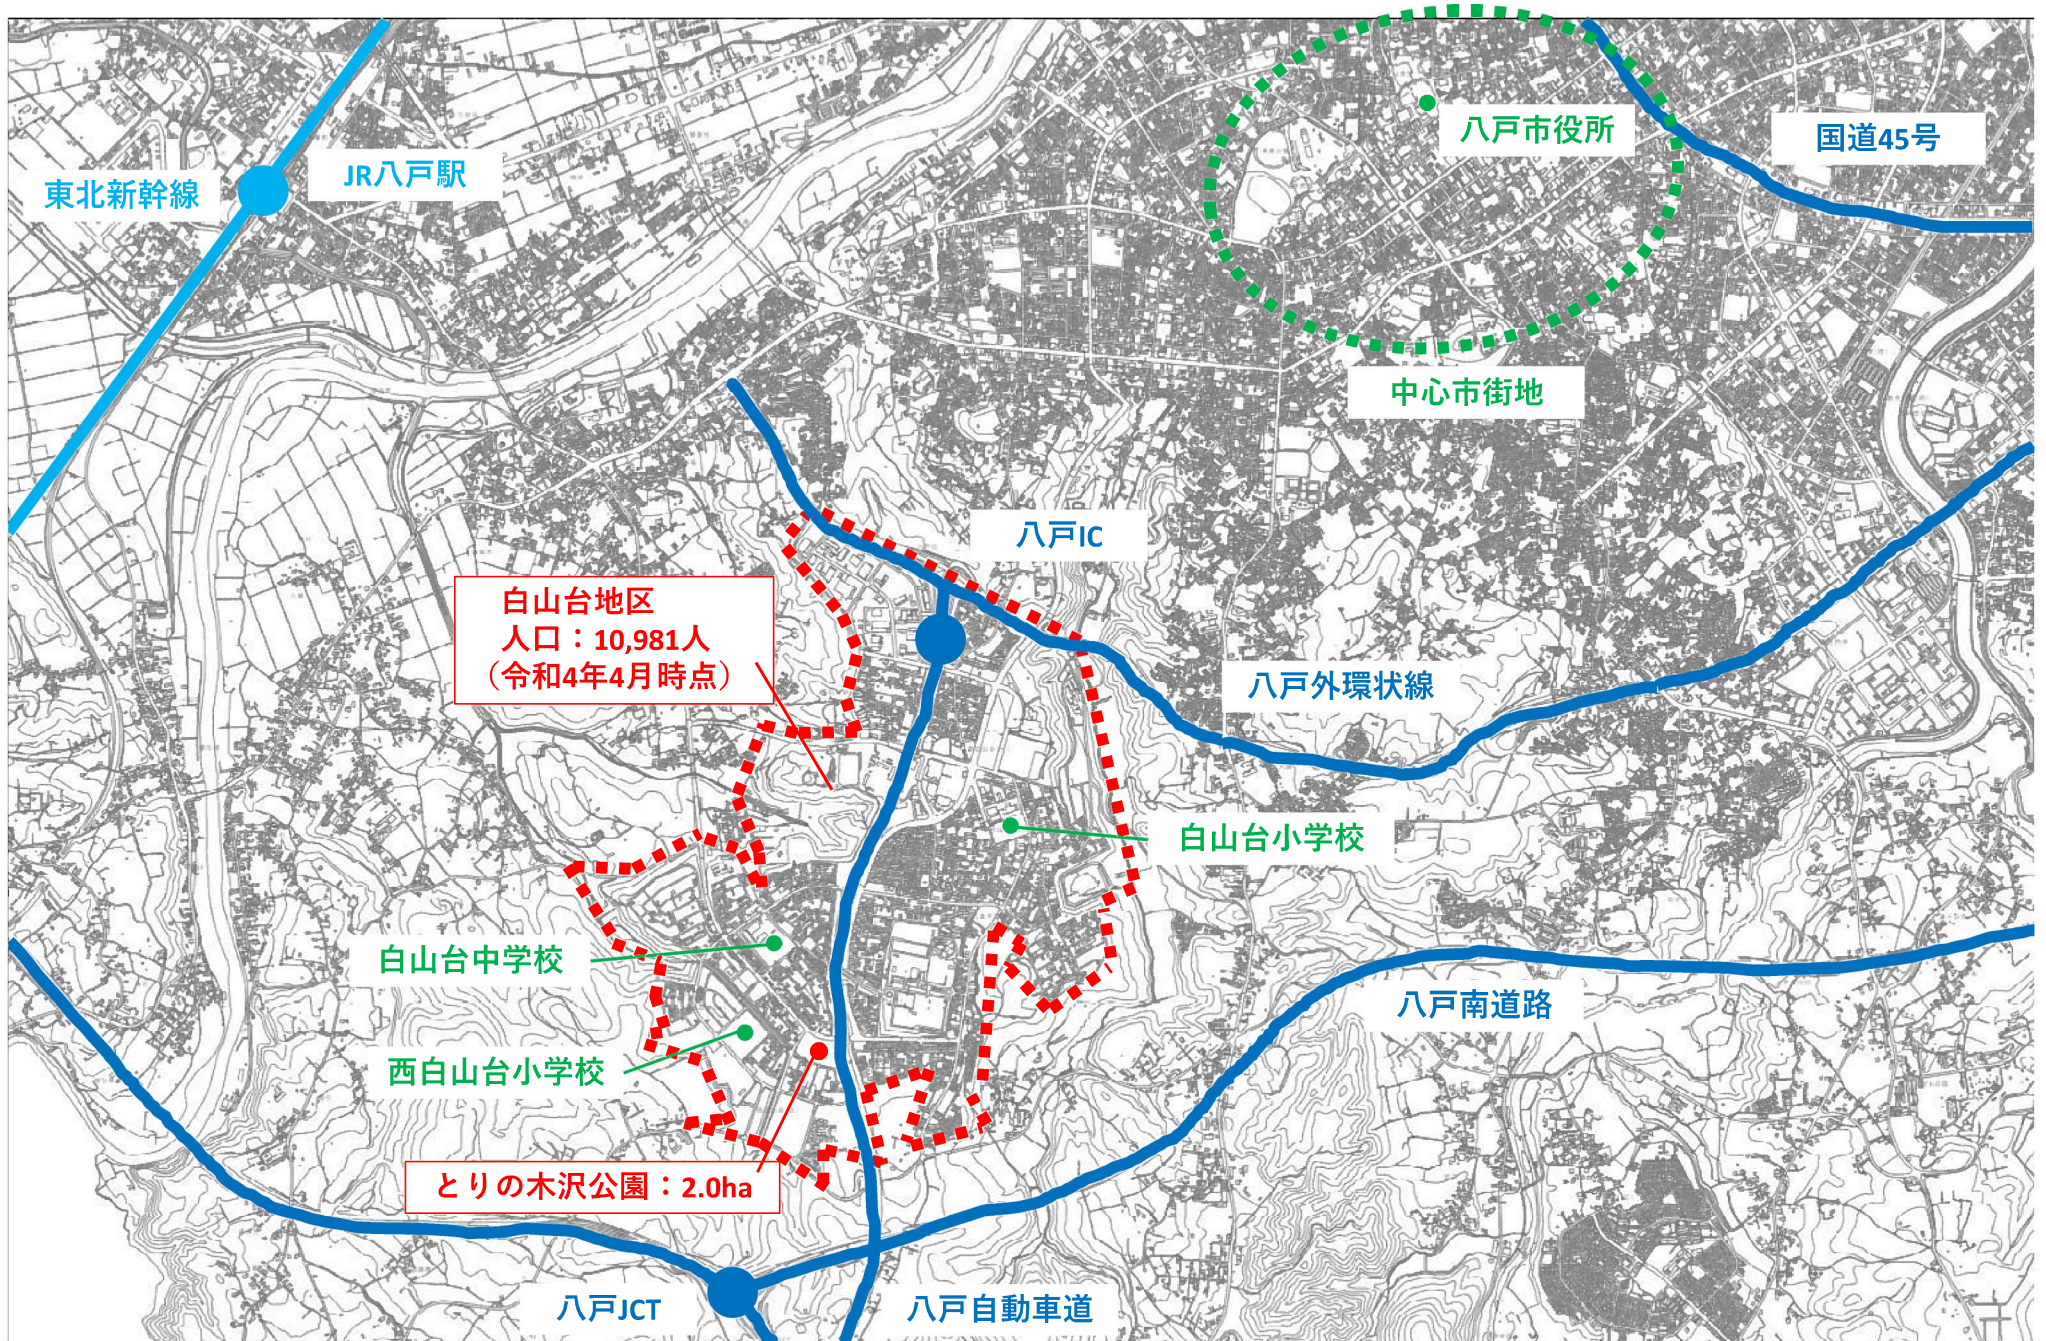 八戸市役所
国道45号
JR八戸駅
東北新幹線
中心市街地
八戸IC
白山台地区
人口：10,981人
（令和4年4月時点）
八戸外環状線
白山台小学校
白山台中学校
八戸南道路
西白山台小学校
とりの木沢公園：2.0ha
八戸JCT
八戸自動車道